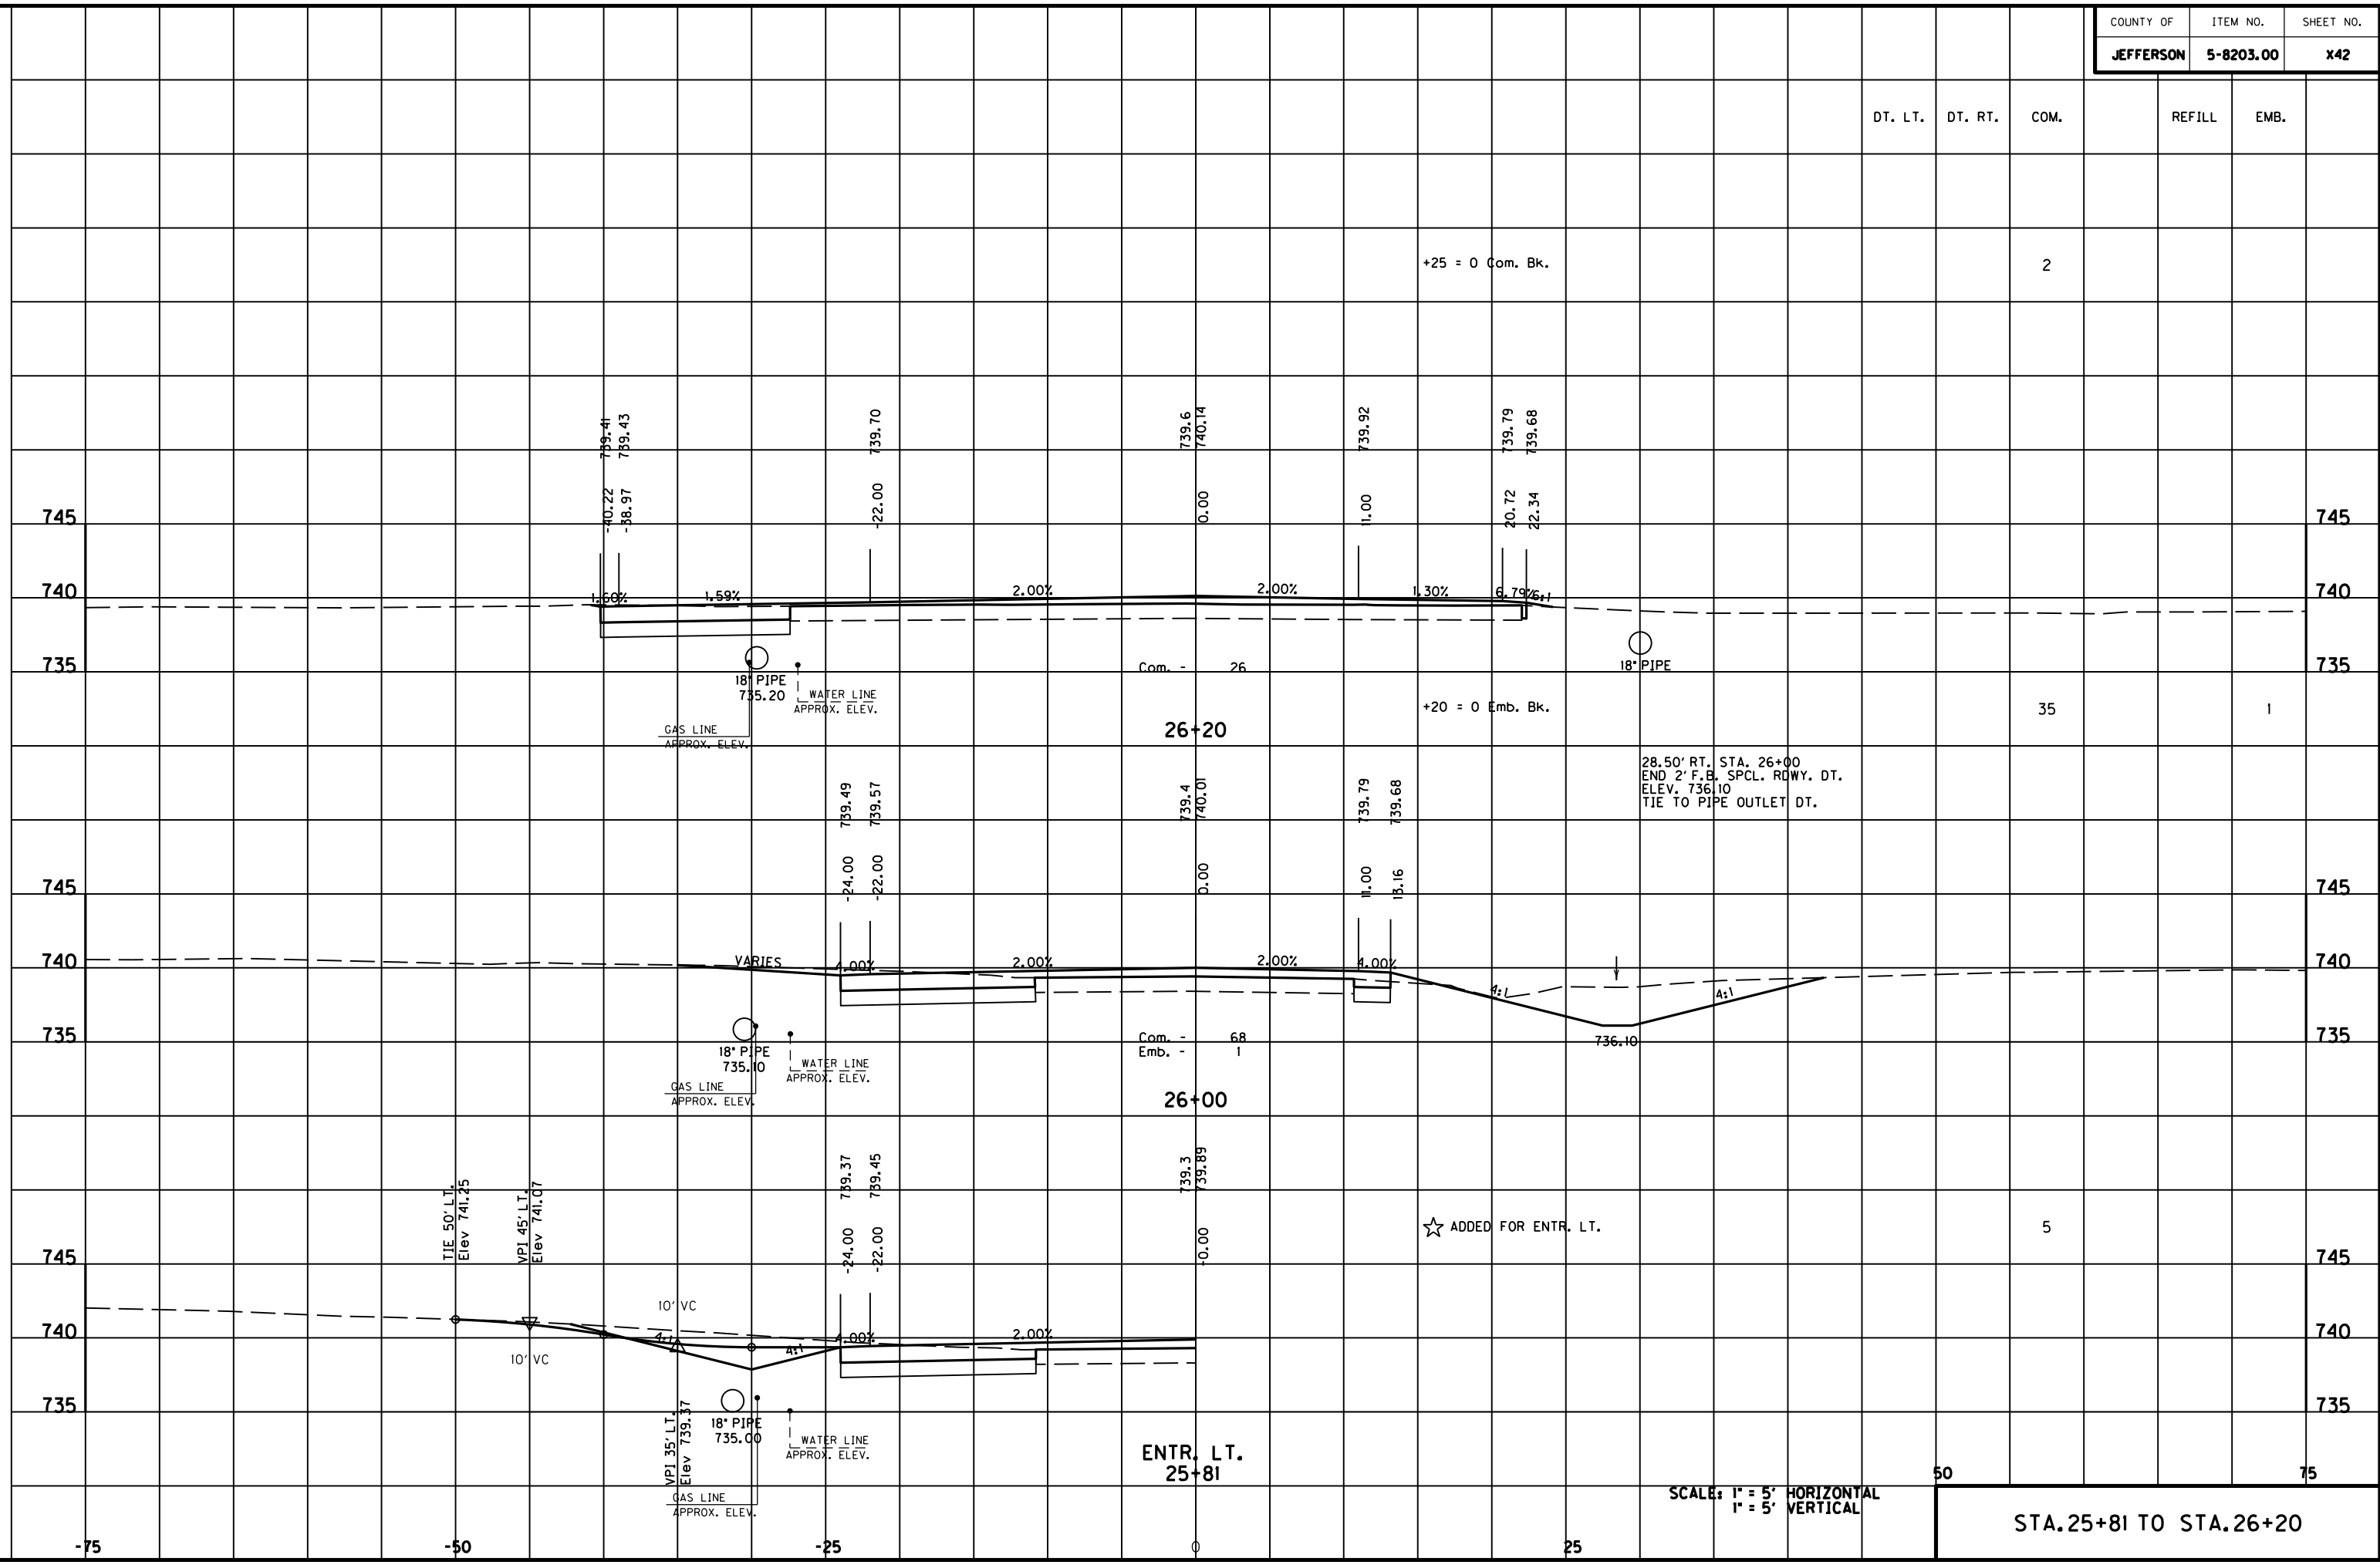 COUNTY OF ITEM NO. SHEET NO.
JEFFERSON 5-8203.00 X42
DT. LT. DT. RT. COM. REFILL EMB.
+25 = 0 Com. Bk. 2
739.41 739.43 739.70 739.6 740.14 739.92 739.79 739.68
-40.22 -38.97 -22.00 0.00 11.00 20.72 22.34
745 745
740 1.60% 1.59% 2.00% 2.00% 1.30% 6.79% 6:1 740
735 Com. - 26 18" PIPE 735
18" PIPE
735.20
WATER LINE
APPROX. ELEV.
GAS LINE
APPROX. ELEV.
+20 = 0 Emb. Bk. 35 1
26+20
28.50' RT. STA. 26+00
END 2' F.B. SPCL. RDWY. DT.
ELEV. 736.10
TIE TO PIPE OUTLET DT.
739.49 739.57 739.4 740.01 739.79 739.68
-24.00 -22.00 0.00 11.00 13.16
745 745
740 VARIES 4.00% 2.00% 2.00% 4.00% 740
4:1 4:1
735 Com. - 68 736.10 735
Emb. - 1
18" PIPE
735.10
WATER LINE
APPROX. ELEV.
GAS LINE
APPROX. ELEV.
26+00
739.37 739.45 739.3 739.89
TIE 50' LT.
Elev 741.25
VPI 45' LT.
Elev 741.07
-24.00 -22.00 -0.00
ADDED FOR ENTR. LT. 5
745 745
10' VC
740 4:1 4.00% 2.00% 740
10' VC 4:1
735 735
VPI 35' LT.
Elev 739.37
18" PIPE
735.00
WATER LINE
APPROX. ELEV.
GAS LINE
APPROX. ELEV.
ENTR. LT.
25+81
50 75
SCALE: 1" = 5' HORIZONTAL
1" = 5' VERTICAL
STA.25+81 TO STA.26+20
-75 -50 -25 0 25